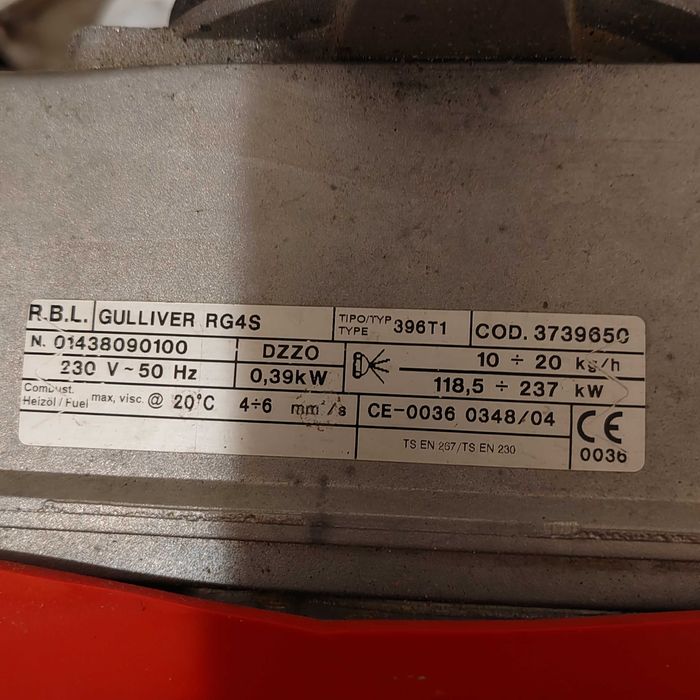 R.B.L. GULLIVER RG4S TIPO/TYP TYPE 396T1 COD. 3739650
N. 01438090100 DZZO 10 ÷ 20 kg/h
230 V ~ 50 Hz 0,39kW 118,5 ÷ 237 kW
Combust. Heizöl/Fuel max, visc. @ 20°C 4÷6 mm²/s CE-0036 0348/04 CE
TS EN 267/TS EN 230 0036